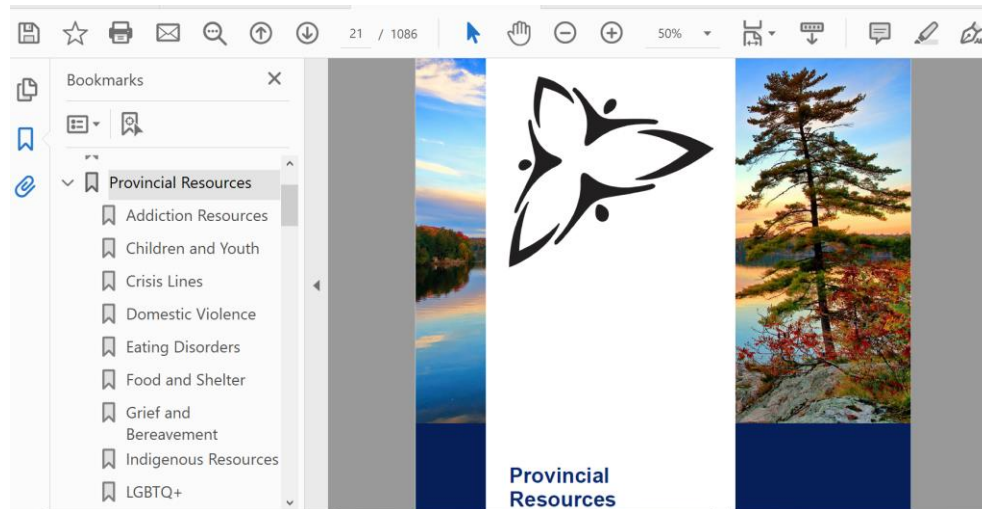 21 / 1086
50%
Bookmarks
Provincial Resources
Addiction Resources
Children and Youth
Crisis Lines
Domestic Violence
Eating Disorders
Food and Shelter
Grief and
Bereavement
Indigenous Resources
LGBTQ+
Provincial
Resources